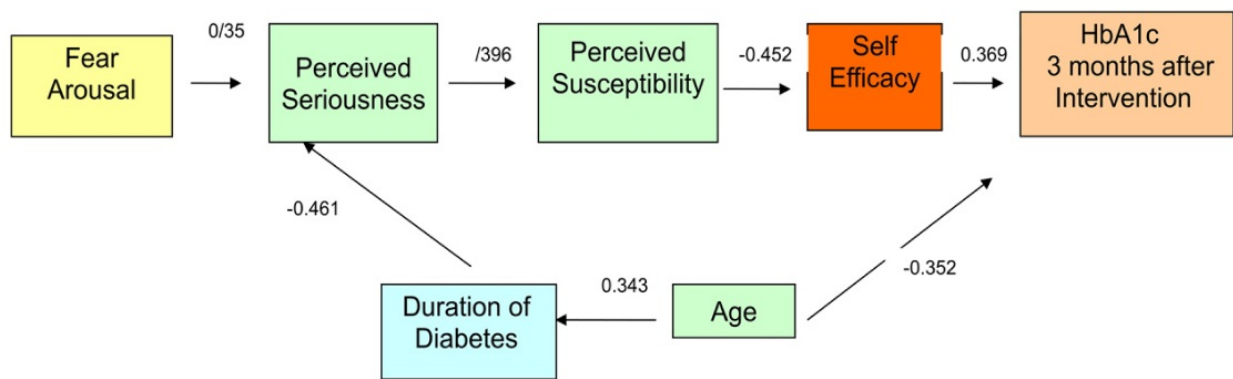 0/35
/396
-0.452
0.369
Fear
Arousal
Perceived
Seriousness
Perceived
Susceptibility
Self
Efficacy
HbA1c
3 months after
Intervention
-0.461
-0.352
0.343
Duration of
Diabetes
Age